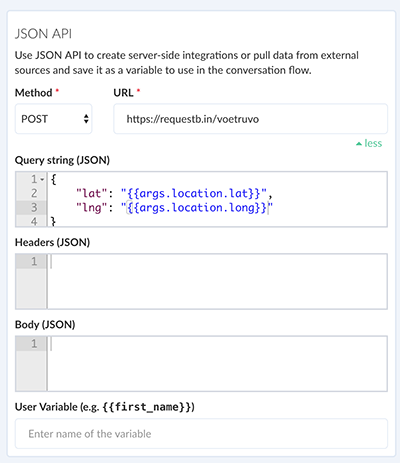 JSON API
Use JSON API to create server-side integrations or pull data from external
sources and save it as a variable to use in the conversation flow.
Method * URL *
POST https://requestb.in/voetruvo
less
Query string (JSON)
1 {
2 "lat": "{{args.location.lat}}",
3 "lng": "{{args.location.long}}"
4 }
Headers (JSON)
1
Body (JSON)
1
User Variable (e.g. {{first_name}})
Enter name of the variable